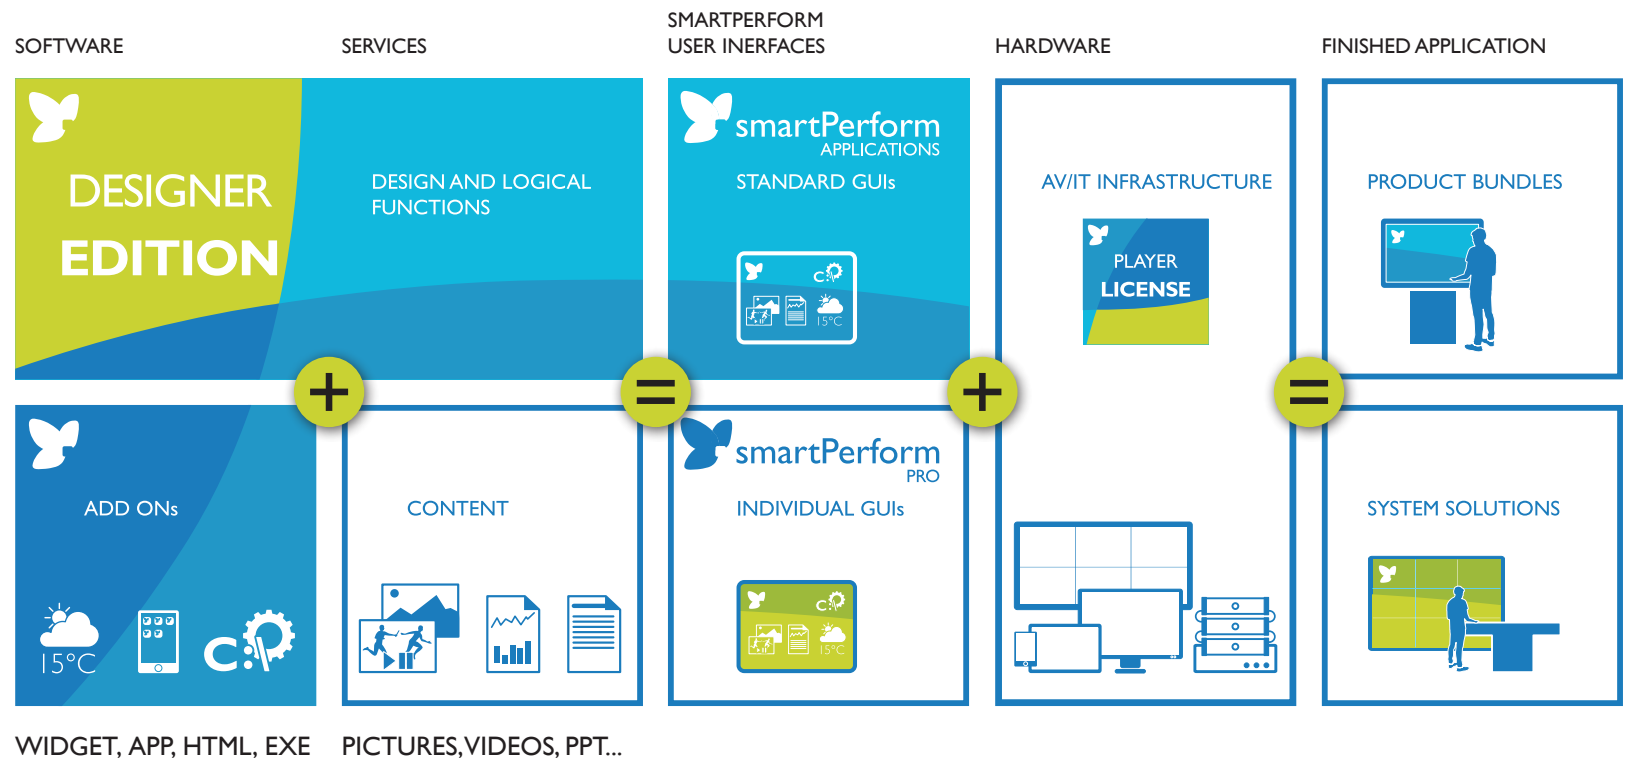 SOFTWARE
SERVICES
SMARTPERFORM
USER INERFACES
HARDWARE
FINISHED APPLICATION
DESIGNER
EDITION
DESIGN AND LOGICAL
FUNCTIONS
smartPerform
APPLICATIONS
STANDARD GUIs
c:
15°C
AV/IT INFRASTRUCTURE
PLAYER
LICENSE
PRODUCT BUNDLES
+
=
+
=
ADD ONs
15°C
c:
CONTENT
smartPerform
PRO
INDIVIDUAL GUIs
c:
15°C
SYSTEM SOLUTIONS
WIDGET, APP, HTML, EXE
PICTURES, VIDEOS, PPT...